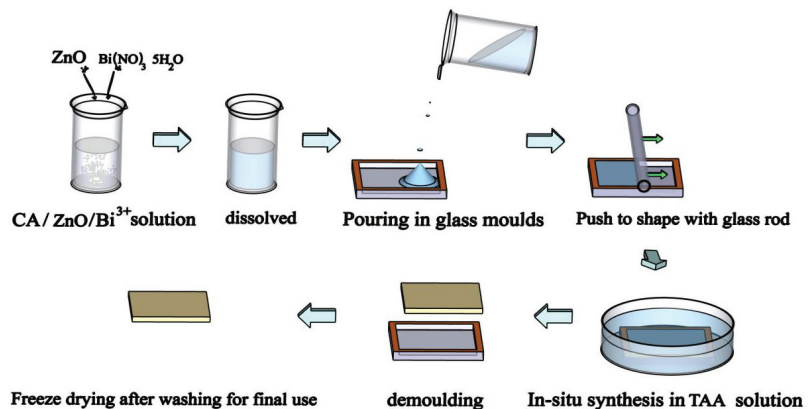 ZnO Bi(NO)3 5H2O
CA/ZnO/Bi3+solution
dissolved
Pouring in glass moulds
Push to shape with glass rod
Freeze drying after washing for final use
demoulding
In-situ synthesis in TAA solution